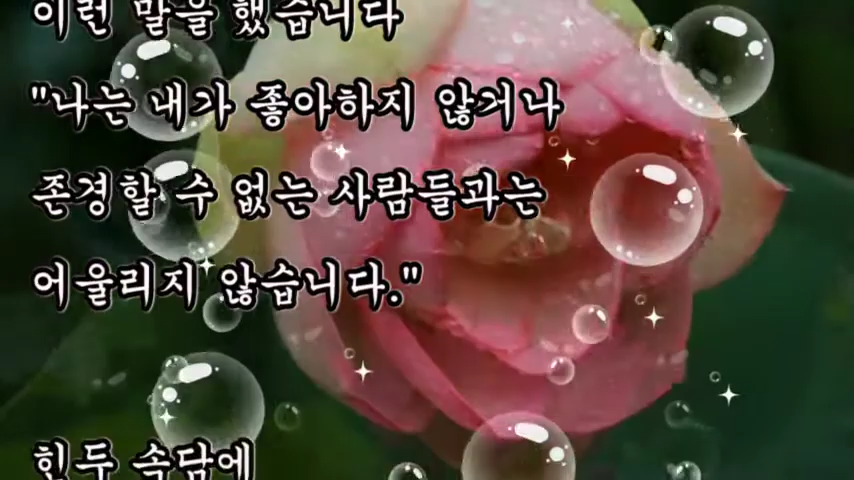 이런 말을 했습니다
"나는 내가 좋아하지 않거나
존경할 수 없는 사람들과는
어울리지 않습니다."
힌두 속담에